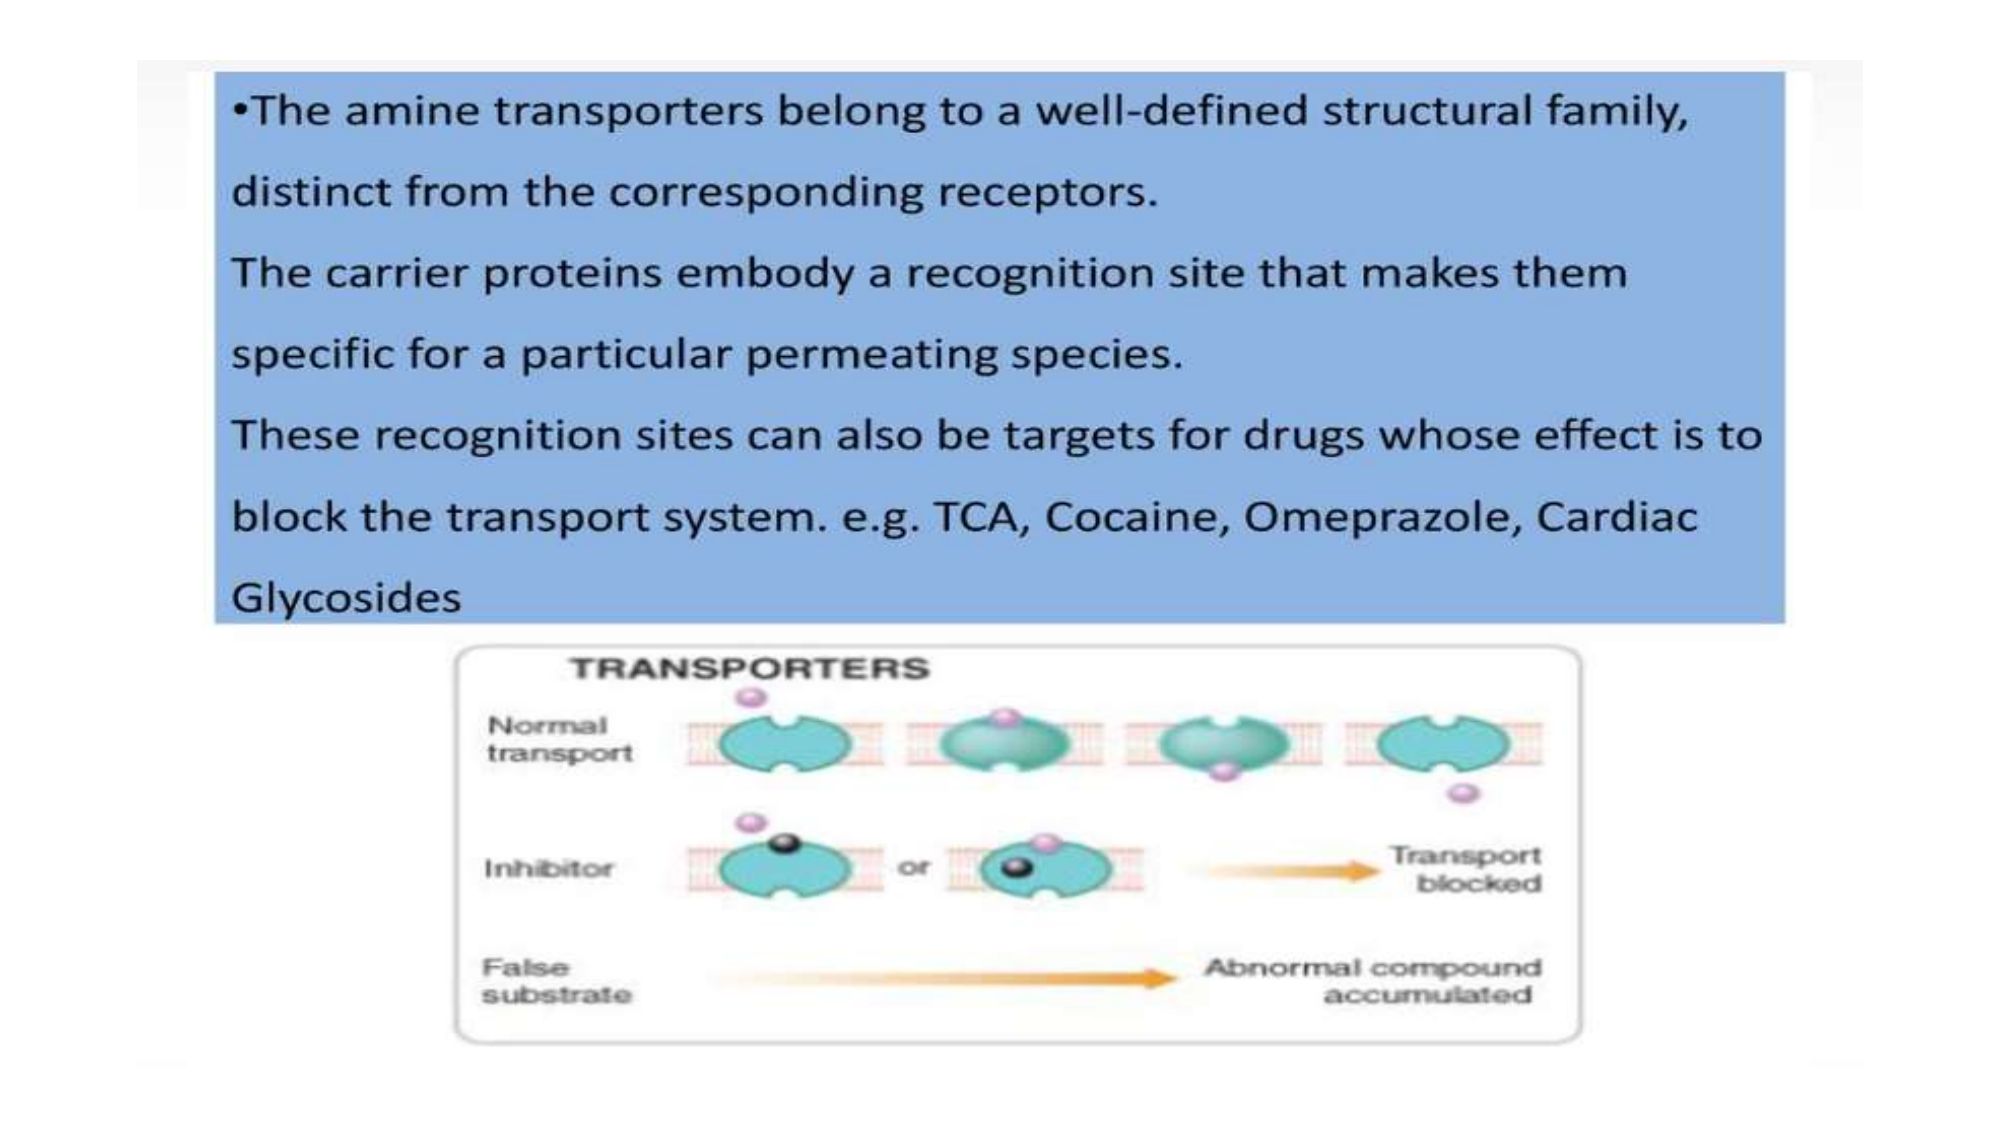 •The amine transporters belong to a well-defined structural family,
distinct from the corresponding receptors.
The carrier proteins embody a recognition site that makes them
specific for a particular permeating species.
These recognition sites can also be targets for drugs whose effect is to
block the transport system. e.g. TCA, Cocaine, Omeprazole, Cardiac
Glycosides
TRANSPORTERS
Normal
transport
Inhibitor
or
Transport
blocked
False
substrate
Abnormal compound
accumulated